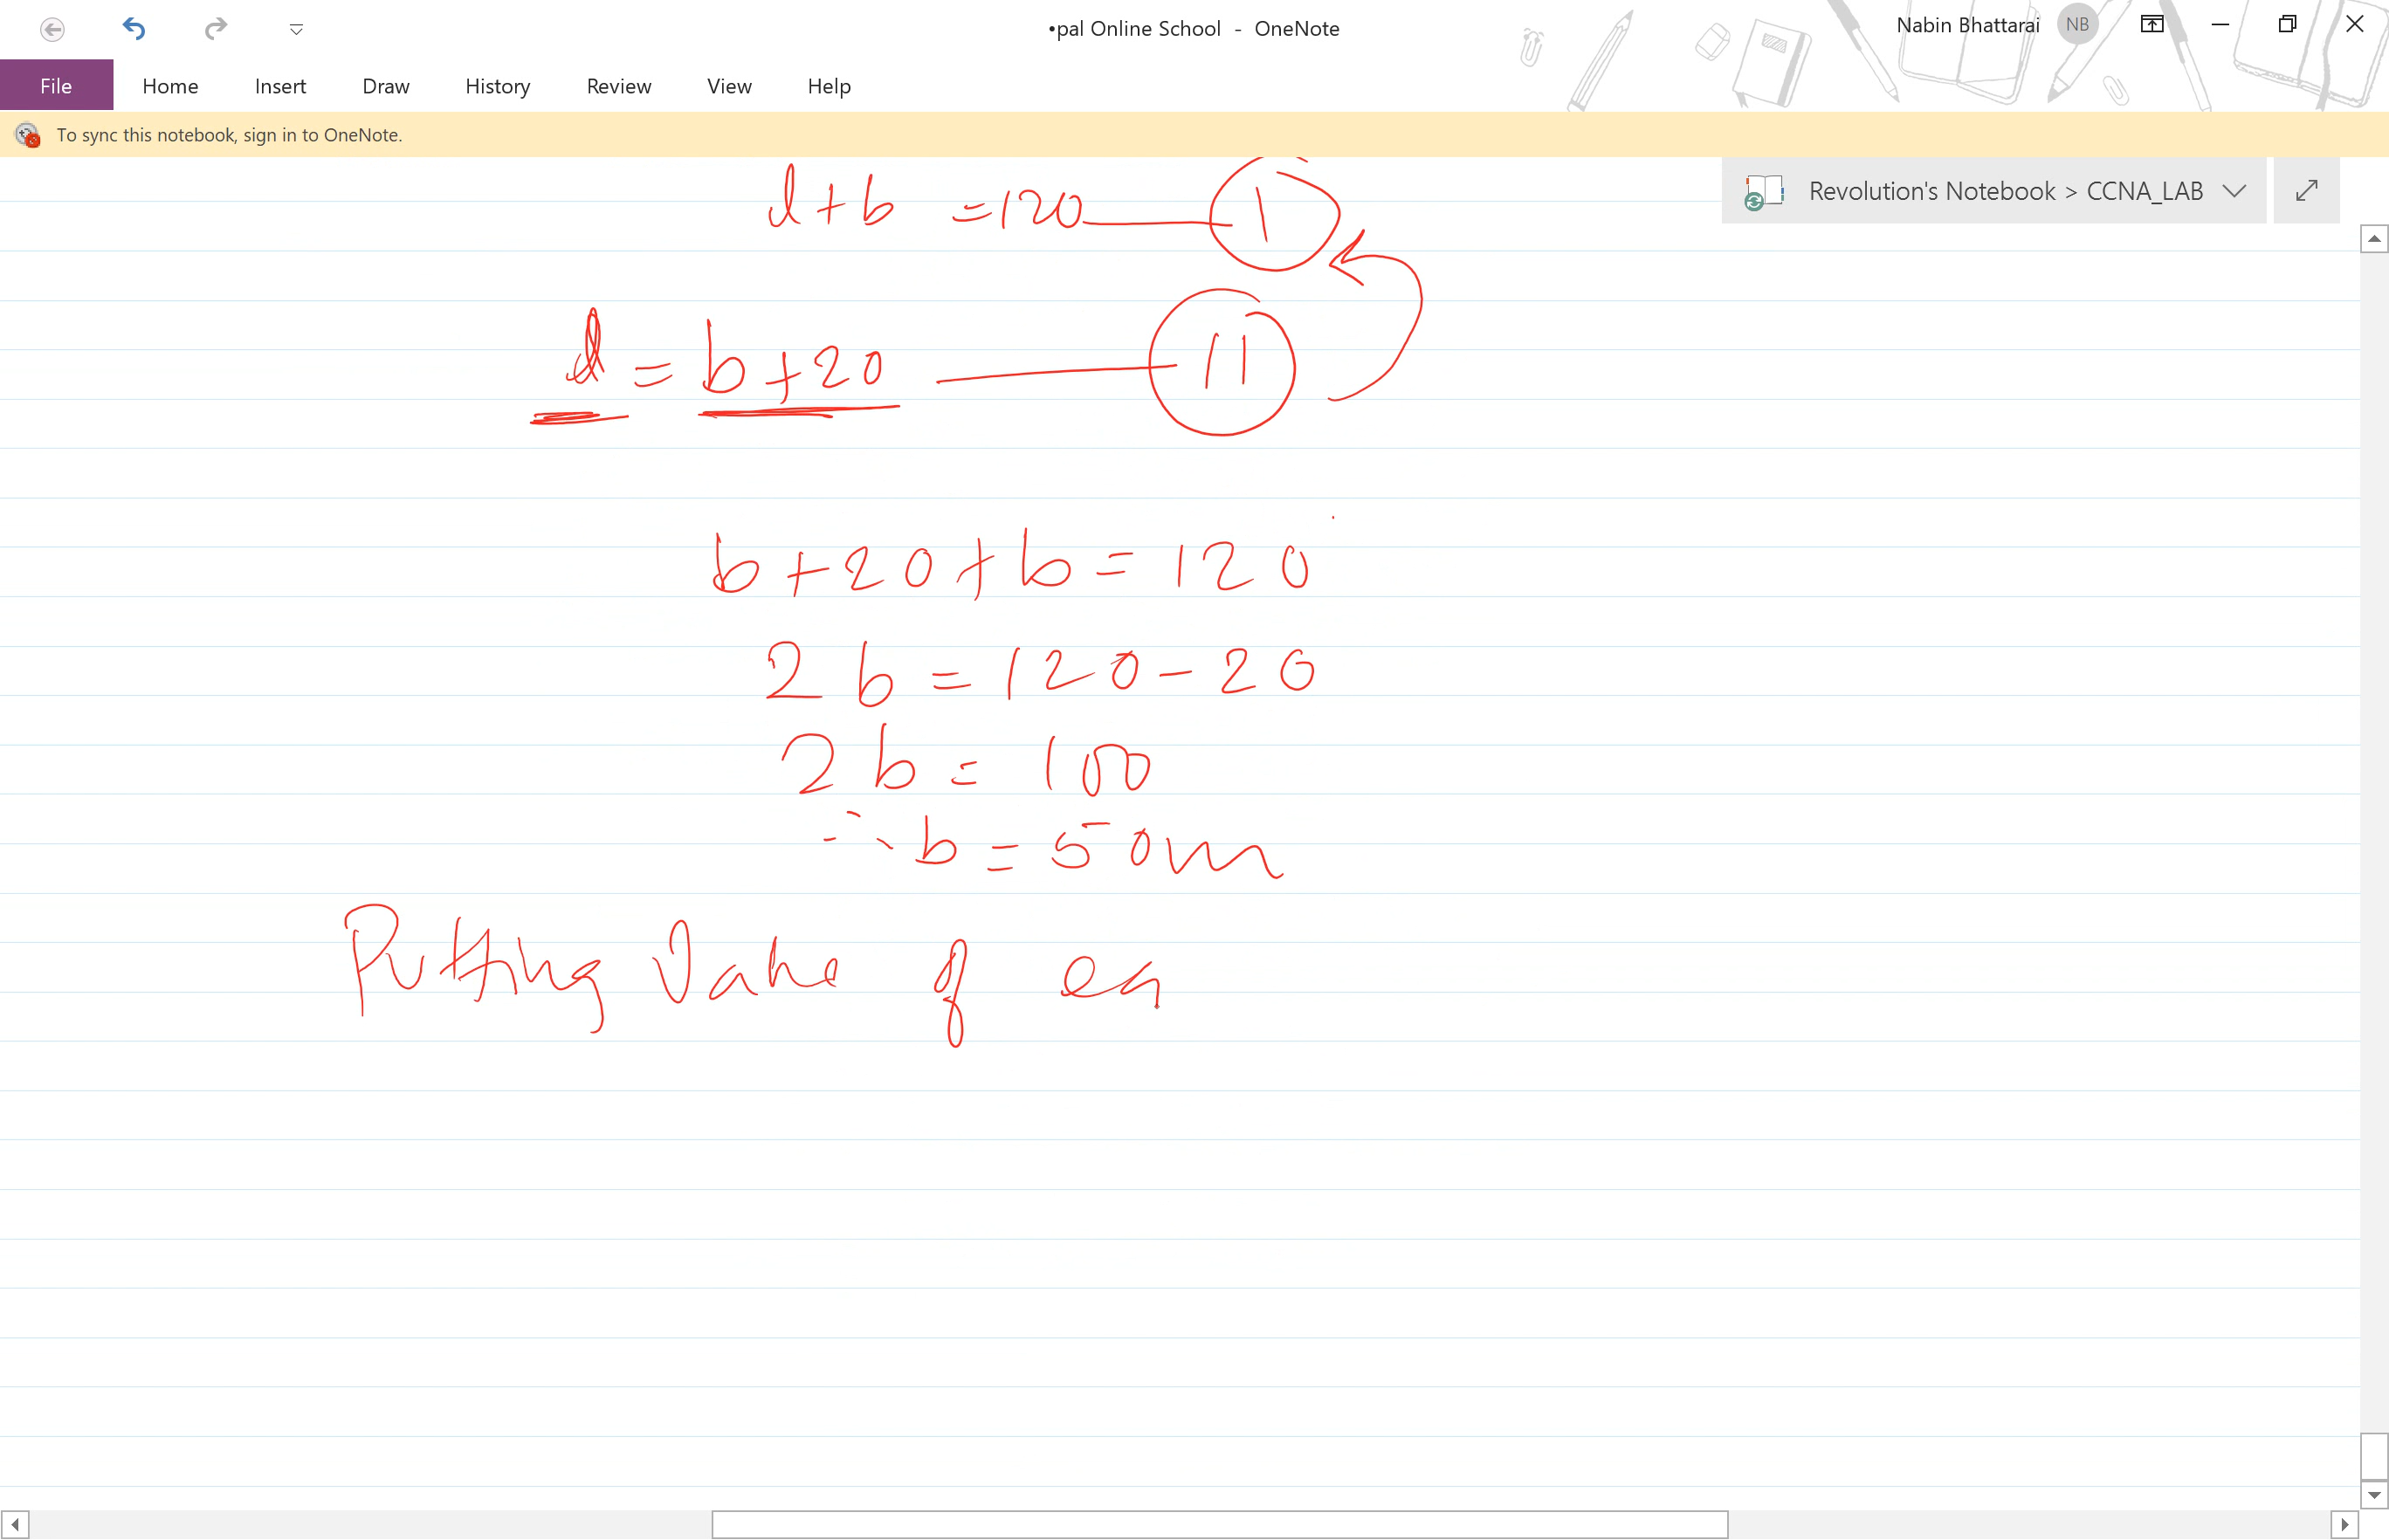 •pal Online School - OneNote
Nabin Bhattarai NB
File Home Insert Draw History Review View Help
To sync this notebook, sign in to OneNote.
Revolution's Notebook > CCNA_LAB
l+b =120 I
l = b+20 II
b+20+b=120
2b=120-20
2b=100
∴b=50m
Putting Value of